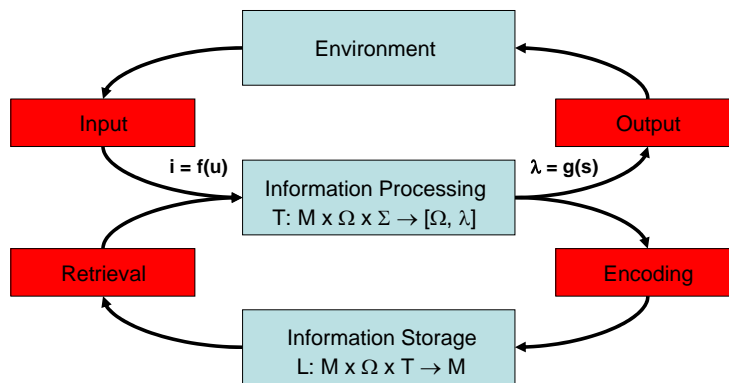 Environment
Input
Output
i = f(u)
λ = g(s)
Information Processing
T: M x Ω x Σ → [Ω, λ]
Retrieval
Encoding
Information Storage
L: M x Ω x T → M